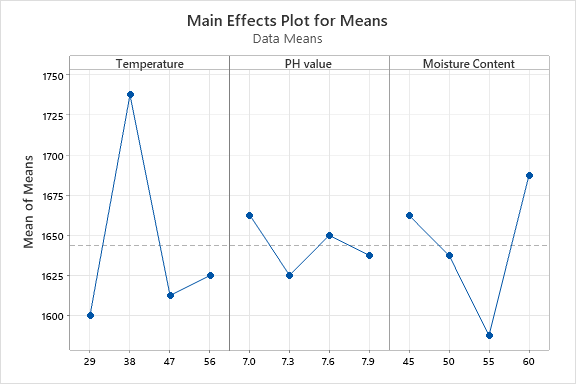 Main Effects Plot for Means
Data Means
Temperature PH value Moisture Content
Mean of Means
1750
1725
1700
1675
1650
1625
1600
29 38 47 56 7.0 7.3 7.6 7.9 45 50 55 60